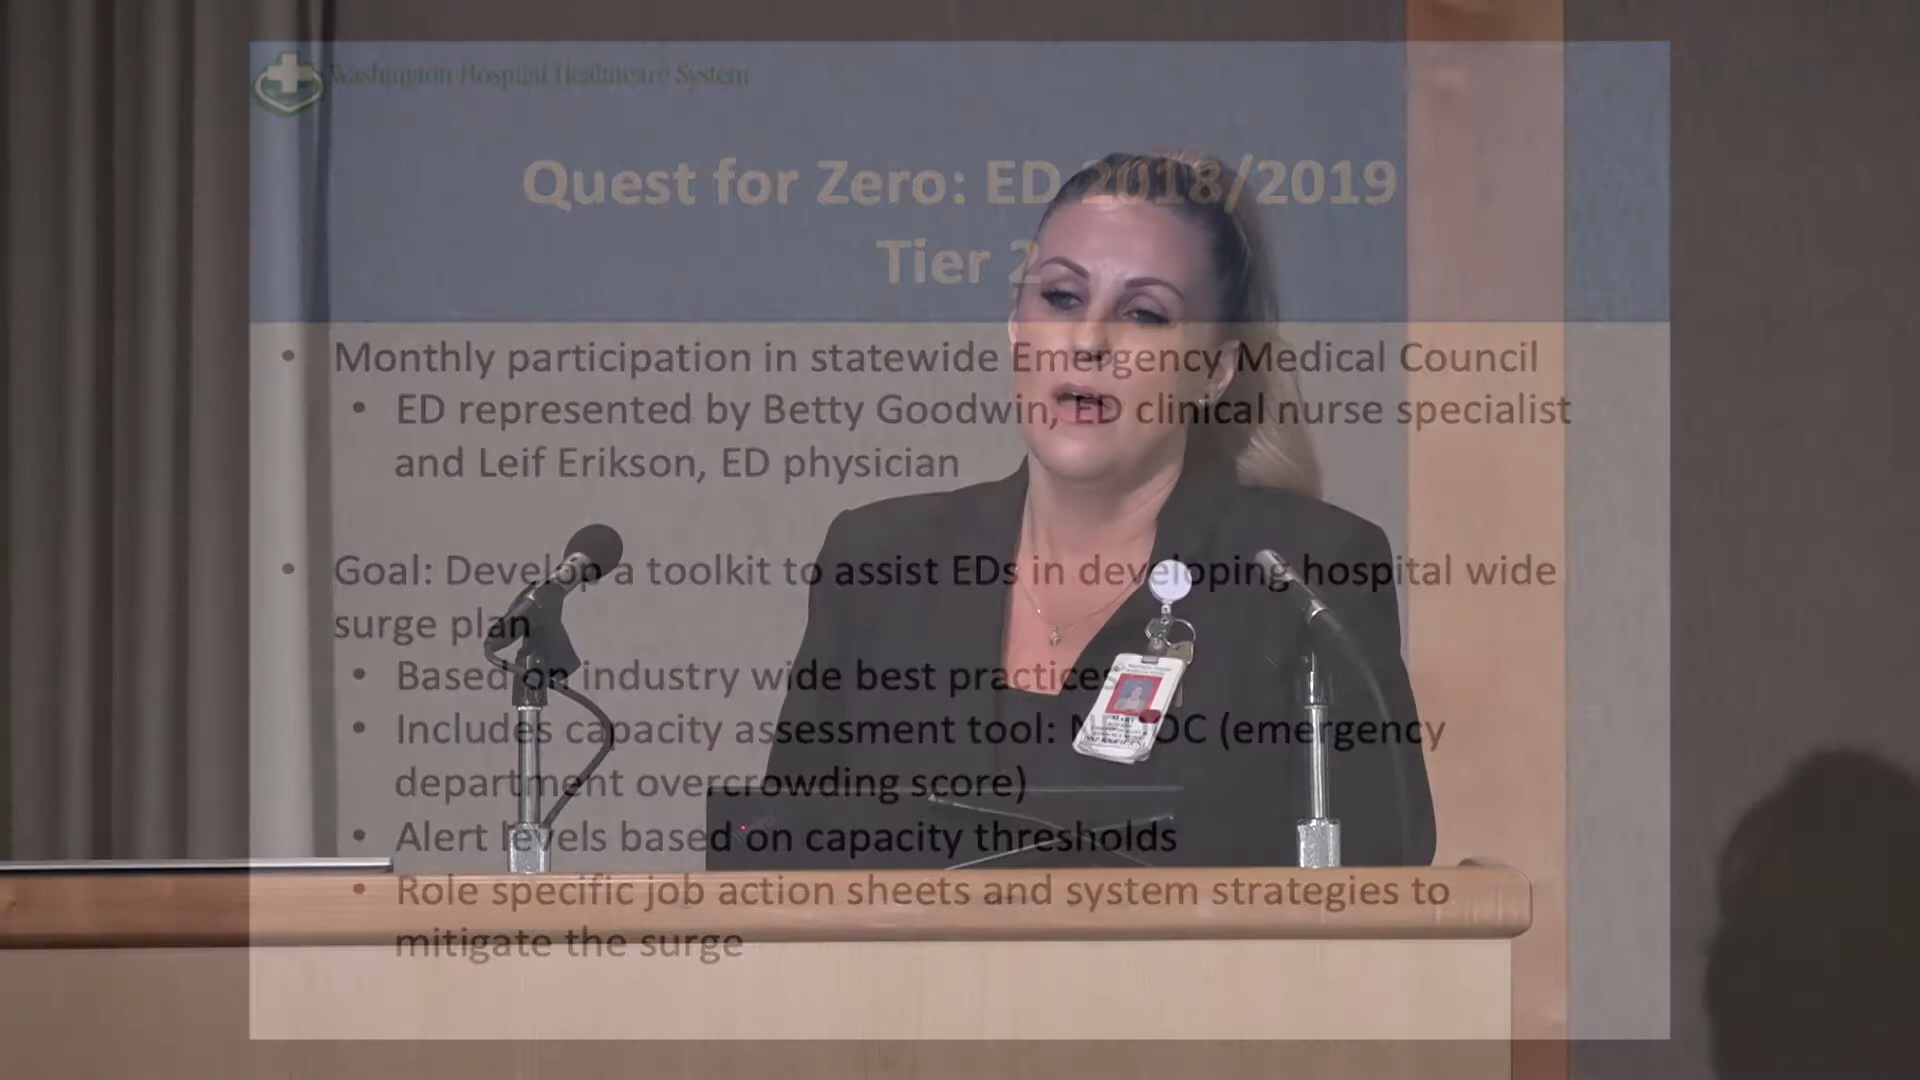 Washington Hospital Healthcare System
Quest for Zero: ED 2018/2019
Tier 2
• Monthly participation in statewide Emergency Medical Council
• ED represented by Betty Goodwin, ED clinical nurse specialist
and Leif Erikson, ED physician
• Goal: Develop a toolkit to assist EDs in developing hospital wide
surge plan
• Based on industry wide best practices
• Includes capacity assessment tool: (emergency
department overcrowding score)
• Alert levels based on capacity thresholds
• Role specific job action sheets and system strategies to
mitigate the surge